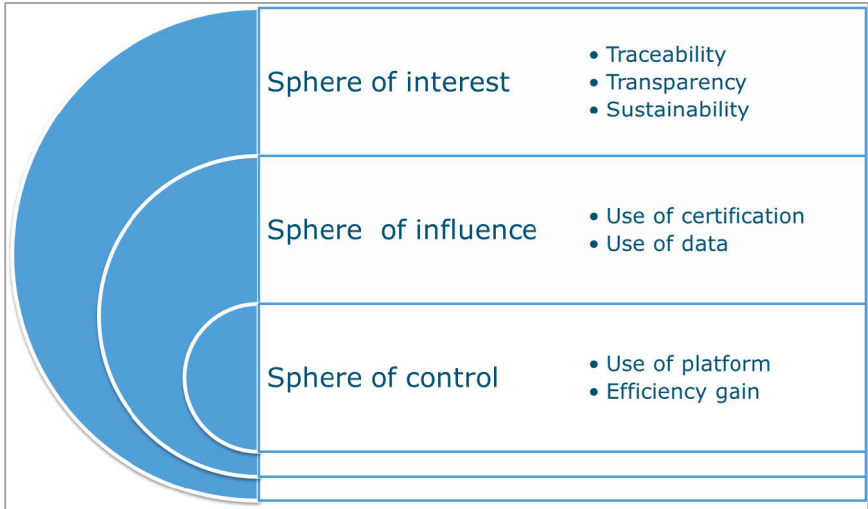 Sphere of interest
• Traceability
• Transparency
• Sustainability
Sphere of influence
• Use of certification
• Use of data
Sphere of control
• Use of platform
• Efficiency gain